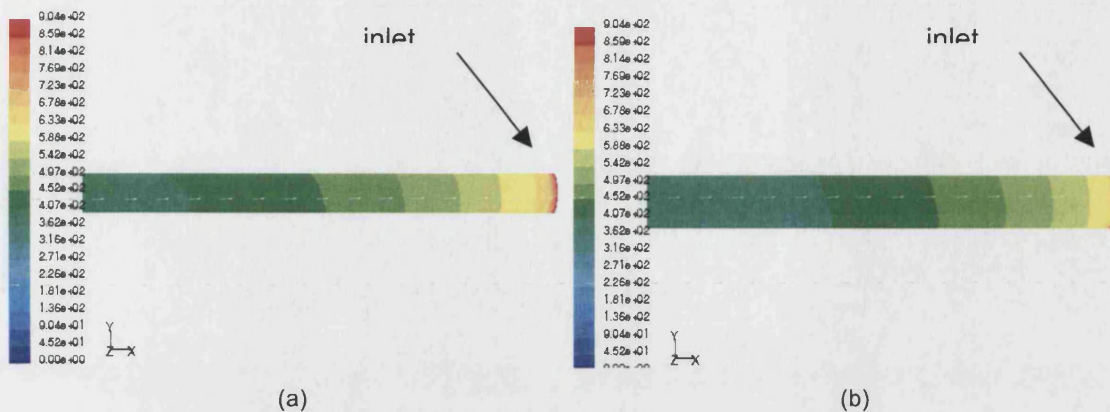 inlet
inlet
9.04e+02
8.59e+02
8.14e+02
7.69e+02
7.23e+02
6.78e+02
6.33e+02
5.88e+02
5.42e+02
4.97e+02
4.52e+02
4.07e+02
3.16e+02
2.71e+02
2.26e+02
1.81e+02
1.36e+02
9.04e+01
4.52e+01
0.00e+00
Y
Z X
(a)
9.04e+02
8.59e+02
8.14e+02
7.69e+02
7.23e+02
6.78e+02
6.33e+02
5.88e+02
5.42e+02
4.97e+02
4.52e+02
4.07e+02
3.62e+02
3.16e+02
2.71e+02
2.26e+02
1.81e+02
1.36e+02
9.04e+01
4.52e+01
Y
Z X
(b)